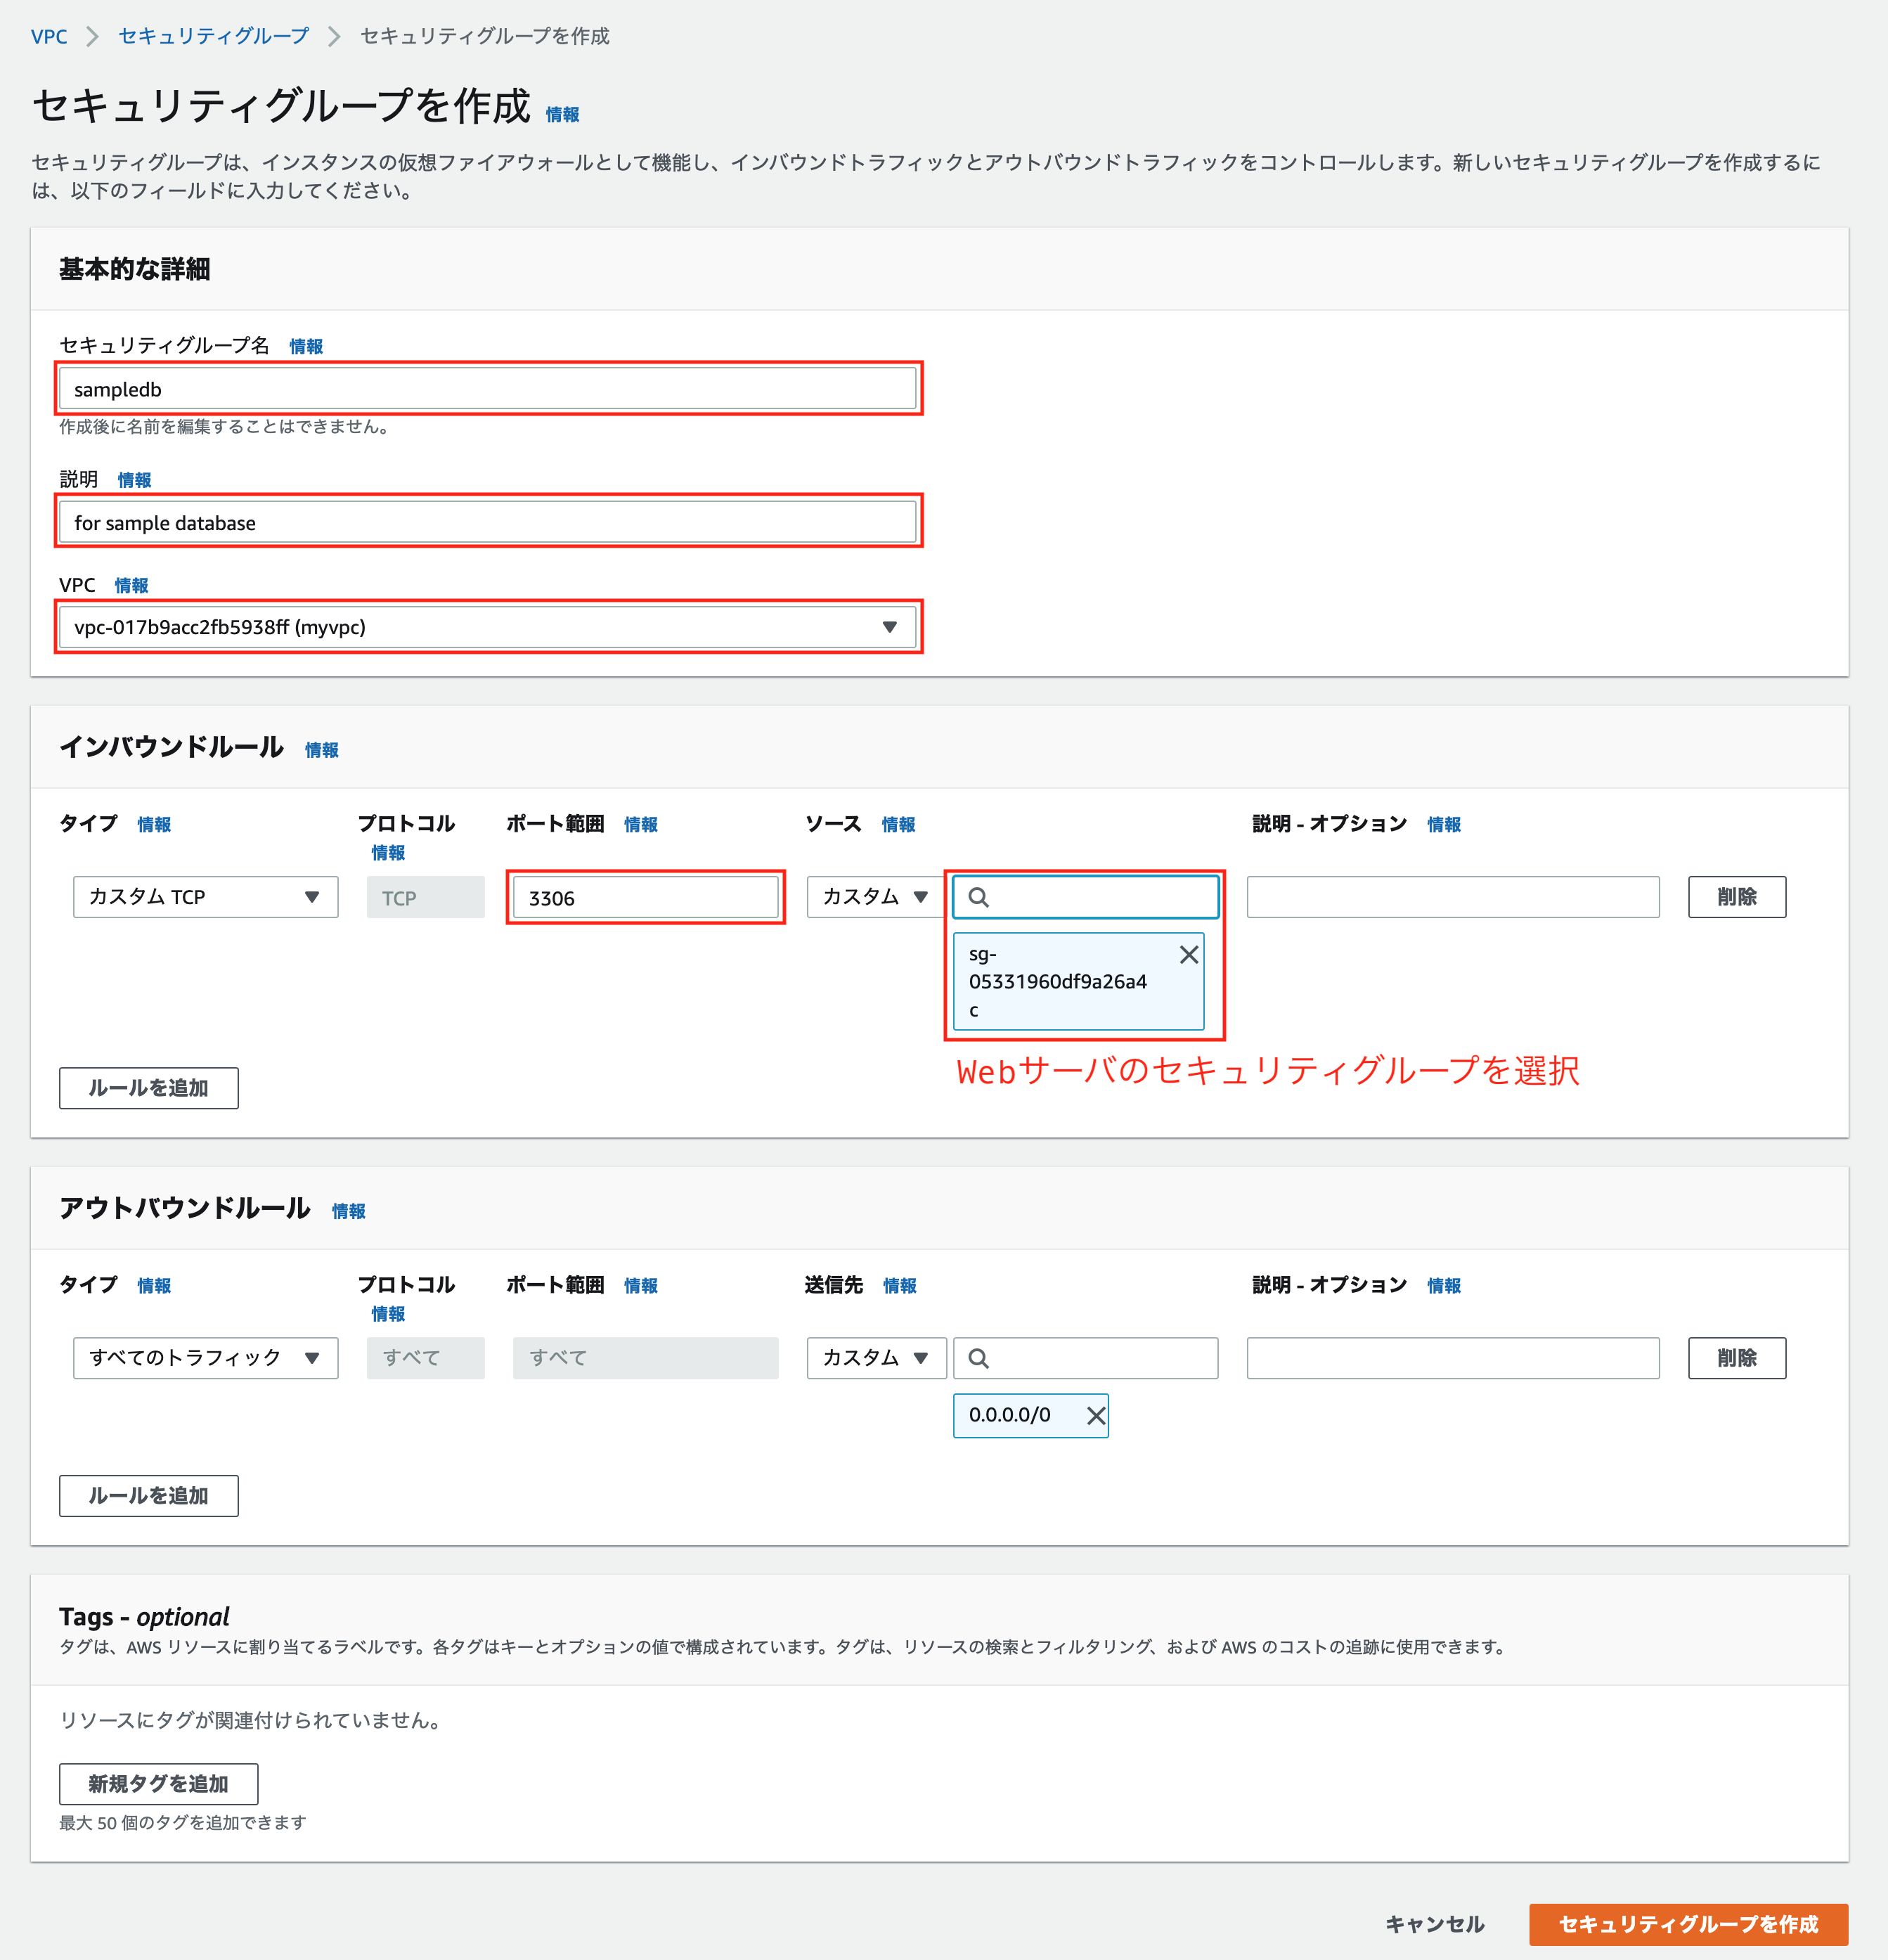 VPC > セキュリティグループ > セキュリティグループを作成
セキュリティグループを作成 情報
セキュリティグループは、インスタンスの仮想ファイアウォールとして機能し、インバウンドトラフィックとアウトバウンドトラフィックをコントロールします。新しいセキュリティグループを作成するに
は、以下のフィールドに入力してください。
基本的な詳細
セキュリティグループ名 情報
sampledb
作成後に名前を編集することはできません。
説明 情報
for sample database
VPC 情報
vpc-017b9acc2fb5938ff (myvpc)
インバウンドルール 情報
タイプ 情報 プロトコル ポート範囲 情報 ソース 情報 説明 - オプション 情報
情報
カスタム TCP TCP 3306 カスタム 削除
sg-
05331960df9a26a4
c
Webサーバのセキュリティグループを選択
ルールを追加
アウトバウンドルール 情報
タイプ 情報 プロトコル ポート範囲 情報 送信先 情報 説明 - オプション 情報
情報
すべてのトラフィック すべて すべて カスタム 削除
0.0.0.0/0
ルールを追加
Tags - optional
タグは、AWS リソースに割り当てるラベルです。各タグはキーとオプションの値で構成されています。タグは、リソースの検索とフィルタリング、および AWS のコストの追跡に使用できます。
リソースにタグが関連付けられていません。
新規タグを追加
最大 50 個のタグを追加できます
キャンセル セキュリティグループを作成